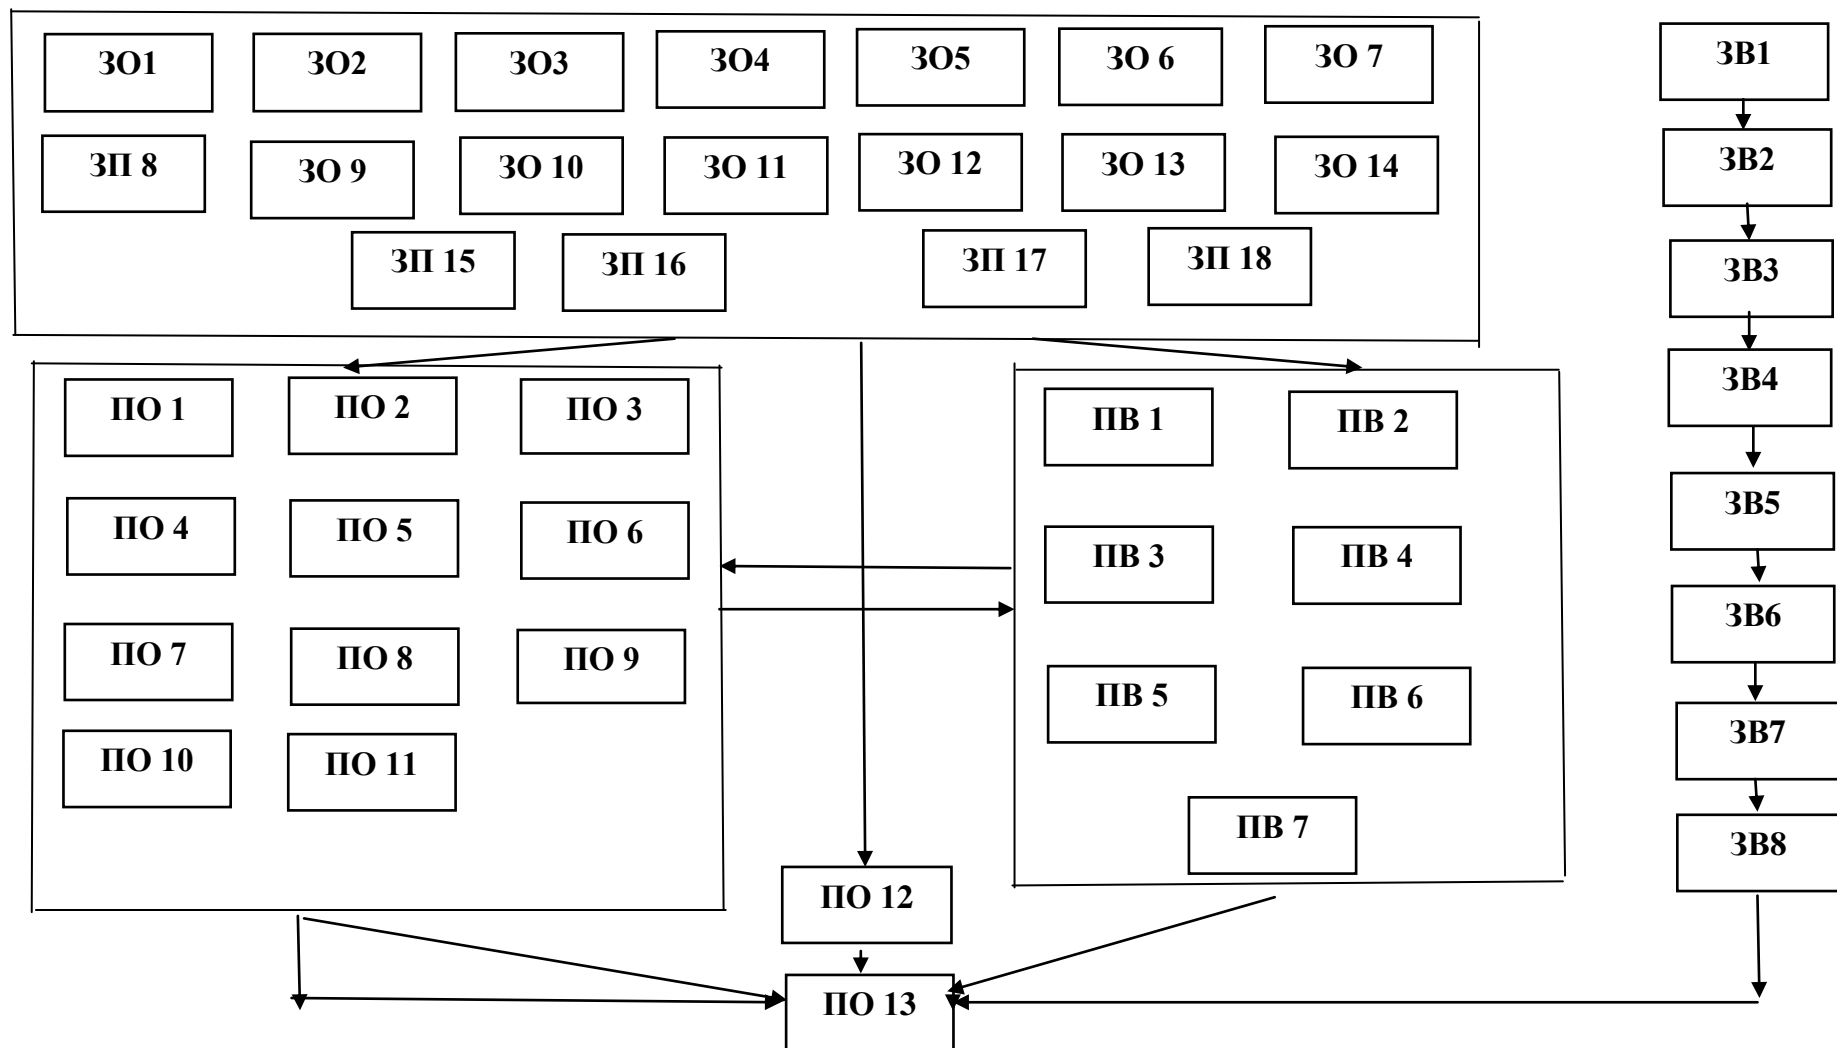 ЗО1 ЗО2 ЗО3 ЗО4 ЗО5 ЗО 6 ЗО 7
ЗП 8 ЗО 9 ЗО 10 ЗО 11 ЗО 12 ЗО 13 ЗО 14
ЗП 15 ЗП 16 ЗП 17 ЗП 18
ПО 1 ПО 2 ПО 3
ПО 4 ПО 5 ПО 6
ПО 7 ПО 8 ПО 9
ПО 10 ПО 11
ПВ 1 ПВ 2
ПВ 3 ПВ 4
ПВ 5 ПВ 6
ПВ 7
ПО 12
ПО 13
ЗВ1
ЗВ2
ЗВ3
ЗВ4
ЗВ5
ЗВ6
ЗВ7
ЗВ8